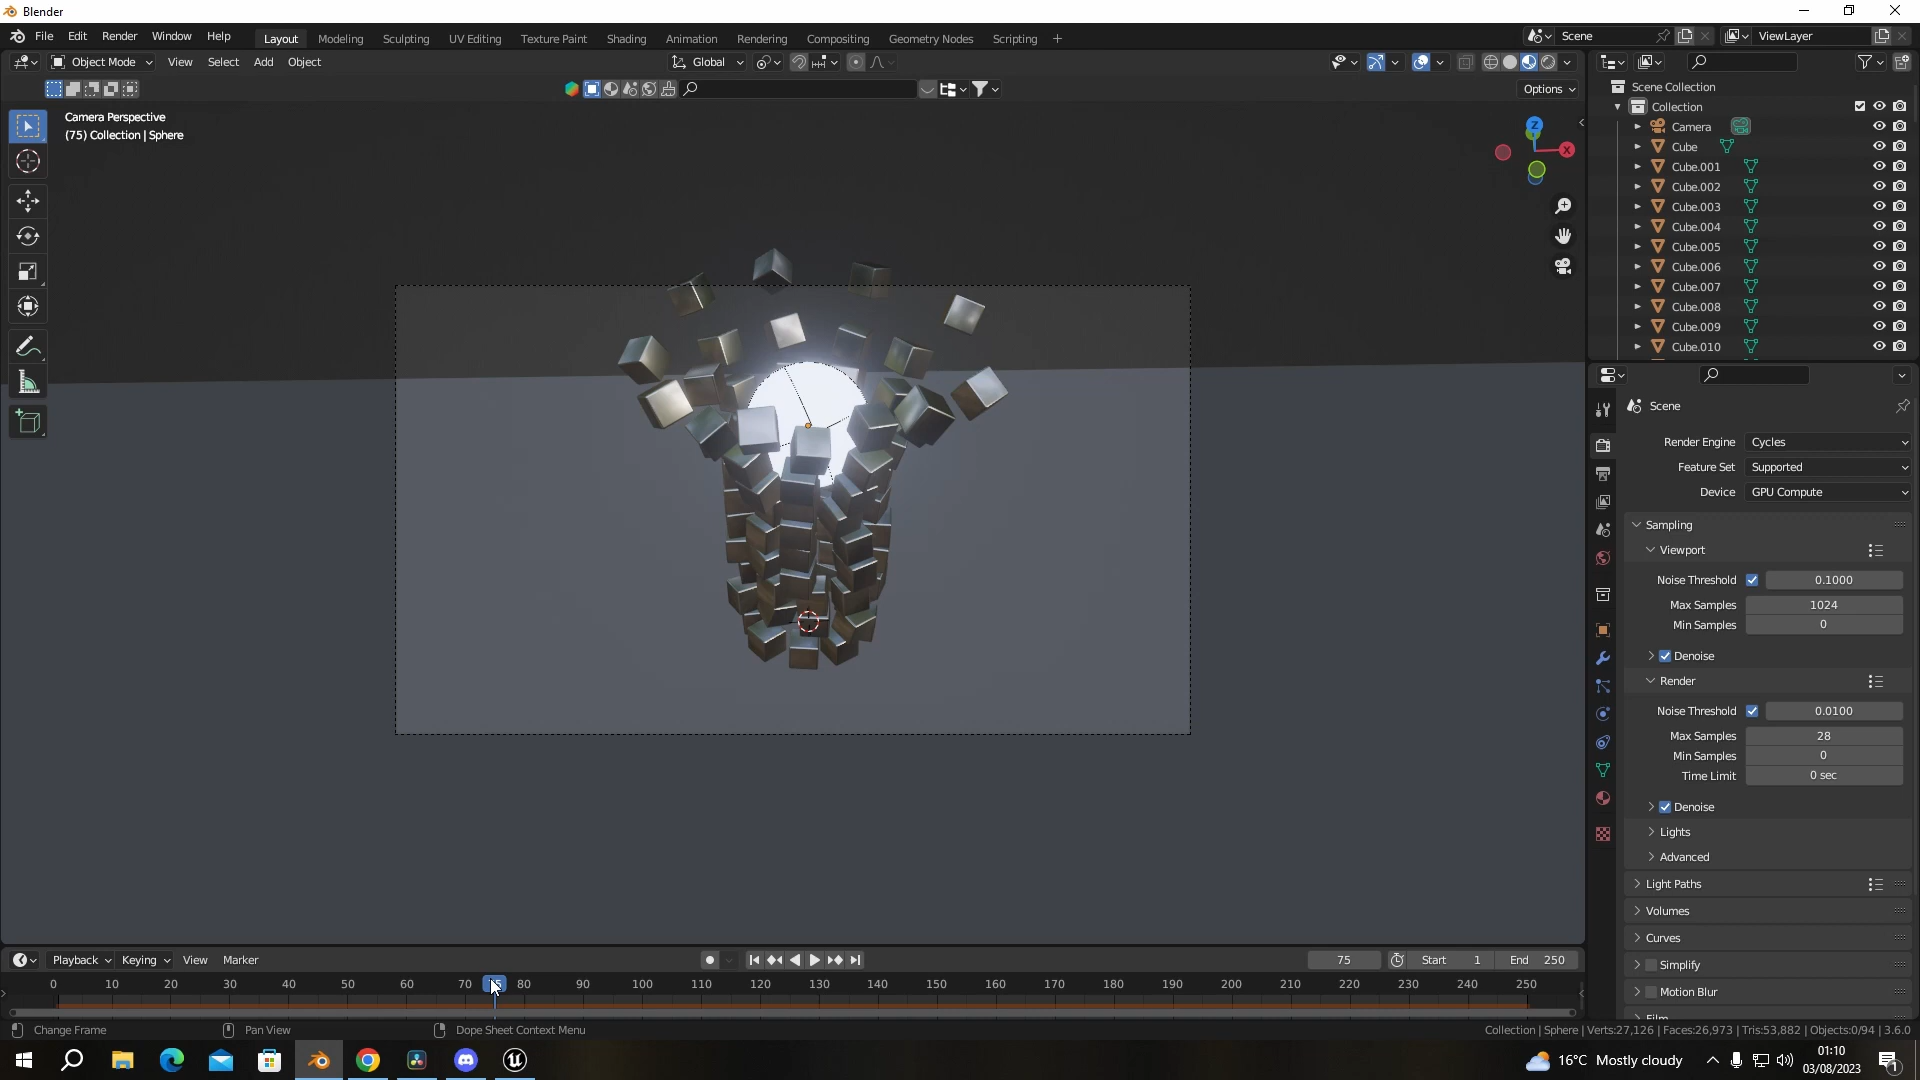 Blender
File Edit Render Window Help Layout Modeling Sculpting UV Editing Texture Paint Shading Animation Rendering Compositing Geometry Nodes Scripting + Scene ViewLayer
Object Mode View Select Add Object Global
Options
Camera Perspective
(75) Collection | Sphere
Z
X
Scene Collection
Collection
Camera
Cube
Cube.001
Cube.002
Cube.003
Cube.004
Cube.005
Cube.006
Cube.007
Cube.008
Cube.009
Cube.010
Scene
Render Engine Cycles
Feature Set Supported
Device GPU Compute
Sampling
Viewport
Noise Threshold 0.1000
Max Samples 1024
Min Samples 0
Denoise
Render
Noise Threshold 0.0100
Max Samples 28
Min Samples 0
Time Limit 0 sec
Denoise
Lights
Advanced
Light Paths
Volumes
Curves
Simplify
Motion Blur
Film
Playback Keying View Marker 75 Start 1 End 250
0 10 20 30 40 50 60 70 80 90 100 110 120 130 140 150 160 170 180 190 200 210 220 230 240 250
Change Frame Pan View Dope Sheet Context Menu Collection | Sphere | Verts:27,126 | Faces:26,973 | Tris:53,882 | Objects:0/94 | 3.6.0
16°C Mostly cloudy
01:10
03/08/2023
1